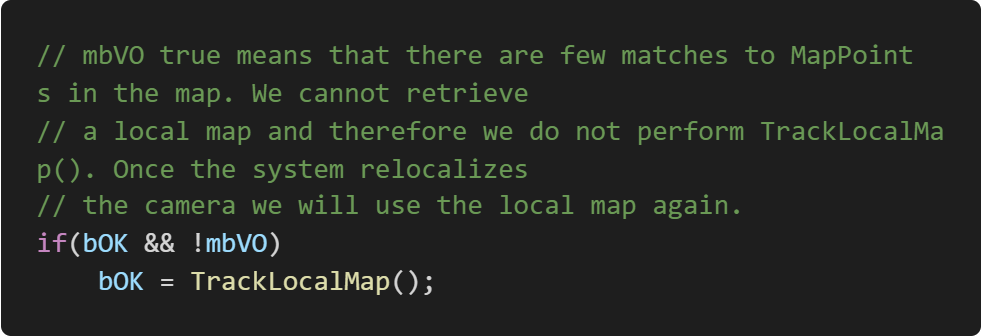 // mbVO true means that there are few matches to MapPoint
s in the map. We cannot retrieve
// a local map and therefore we do not perform TrackLocalMa
p(). Once the system relocalizes
// the camera we will use the local map again.
if(bOK && !mbVO)
    bOK = TrackLocalMap();